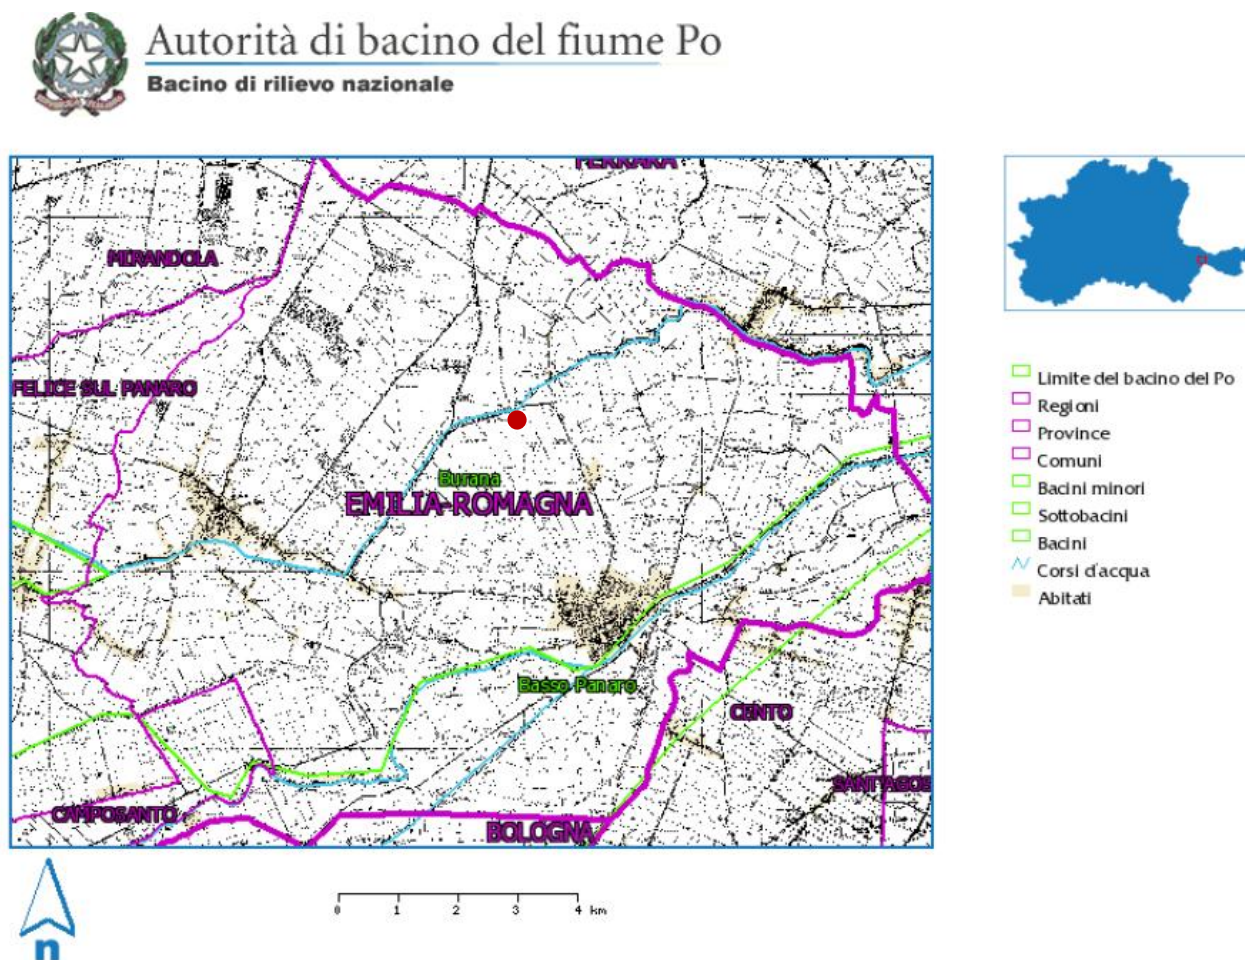 Autorità di bacino del fiume Po
Bacino di rilievo nazionale
FERRARA
MIRANDOLA
FELICE SUL PANARO
Burana
EMILIA-ROMAGNA
Basso Panaro
CENTO
SANT'AGOS
CAMPOSANTO
BOLOGNA
Limite del bacino del Po
Regioni
Province
Comuni
Bacini minori
Sottobacini
Bacini
Corsi d'acqua
Abitati
0 1 2 3 4 km
n